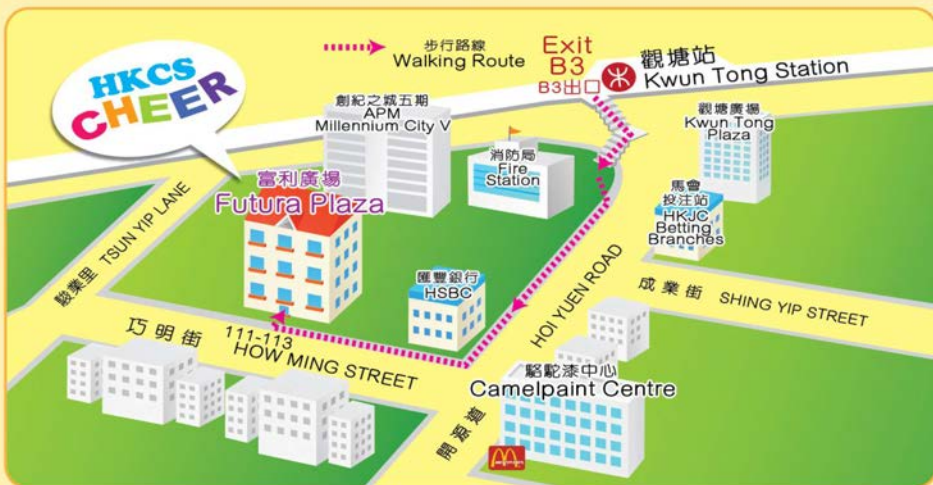 HKCS
CHEER
步行路線
Walking Route
Exit
B3
B3出口
觀塘站
Kwun Tong Station
創紀之城五期
APM
Millennium City V
消防局
Fire
Station
觀塘廣場
Kwun Tong
Plaza
馬會
投注站
HKJC
Betting
Branches
富利廣場
Futura Plaza
駿業里 TSUN YIP LANE
匯豐銀行
HSBC
HOI YUEN ROAD
開源道
成業街 SHING YIP STREET
巧明街
111-113
HOW MING STREET
駱駝漆中心
Camelpaint Centre